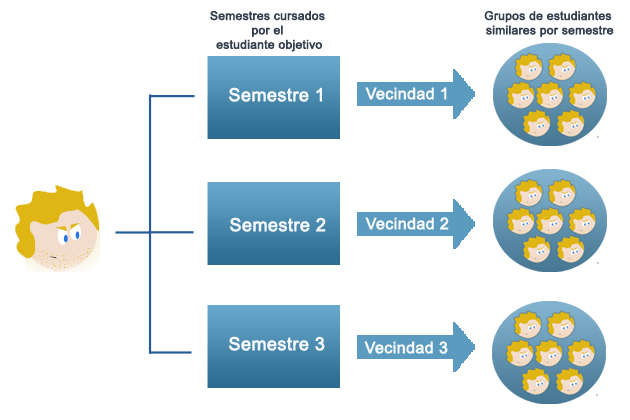 Semestres cursados
por el
estudiante objetivo
Grupos de estudiantes
similares por semestre
Semestre 1
Vecindad 1
Semestre 2
Vecindad 2
Semestre 3
Vecindad 3